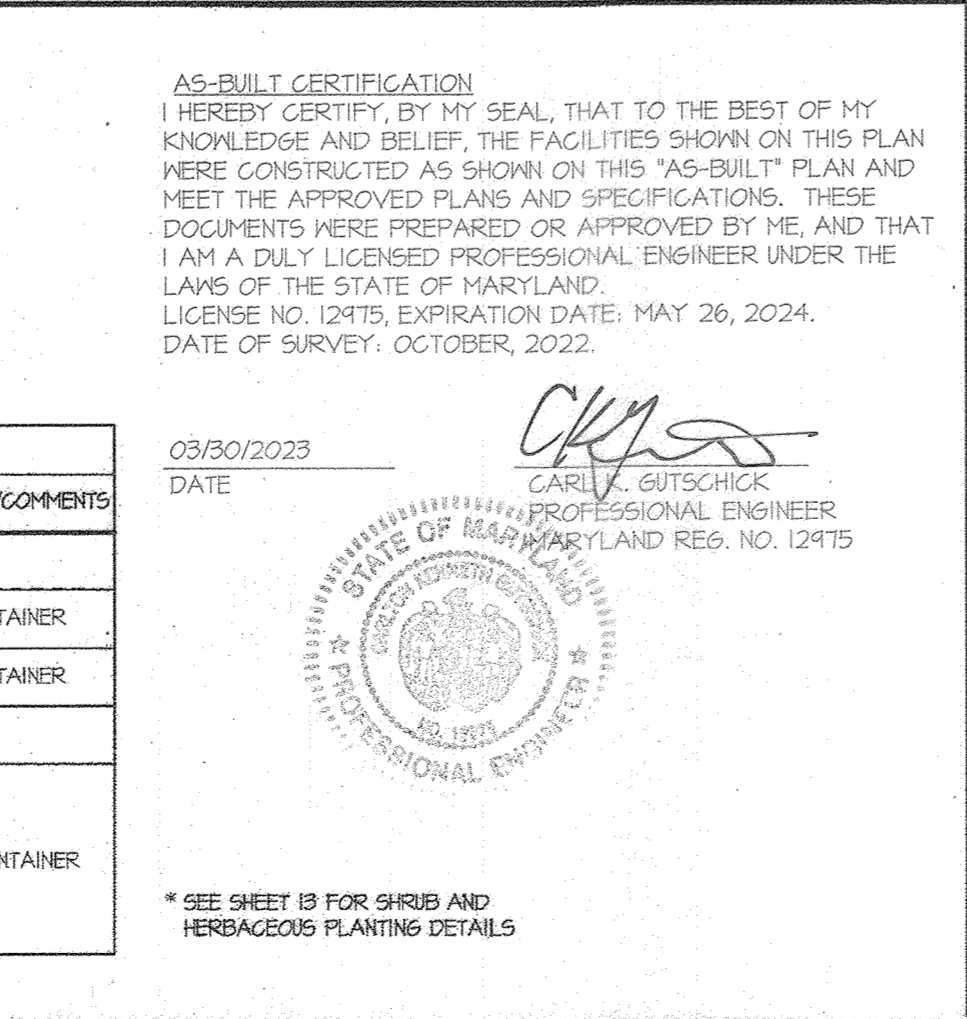 AS-BUILT CERTIFICATION
I HEREBY CERTIFY, BY MY SEAL, THAT TO THE BEST OF MY
KNOWLEDGE AND BELIEF, THE FACILITIES SHOWN ON THIS PLAN
WERE CONSTRUCTED AS SHOWN ON THIS "AS-BUILT" PLAN AND
MEET THE APPROVED PLANS AND SPECIFICATIONS. THESE
DOCUMENTS WERE PREPARED OR APPROVED BY ME, AND THAT
I AM A DULY LICENSED PROFESSIONAL ENGINEER UNDER THE
LAWS OF THE STATE OF MARYLAND.
LICENSE NO. 12975, EXPIRATION DATE: MAY 26, 2024.
DATE OF SURVEY: OCTOBER, 2022.
03/30/2023
DATE
CARL K. GUTSCHICK
PROFESSIONAL ENGINEER
MARYLAND REG. NO. 12975
STATE OF MARYLAND
KENNETH
NO. 12975
PROFESSIONAL ENGINEER
/COMMENTS
TAINER
TAINER
NTAINER
* SEE SHEET 13 FOR SHRUB AND
HERBACEOUS PLANTING DETAILS